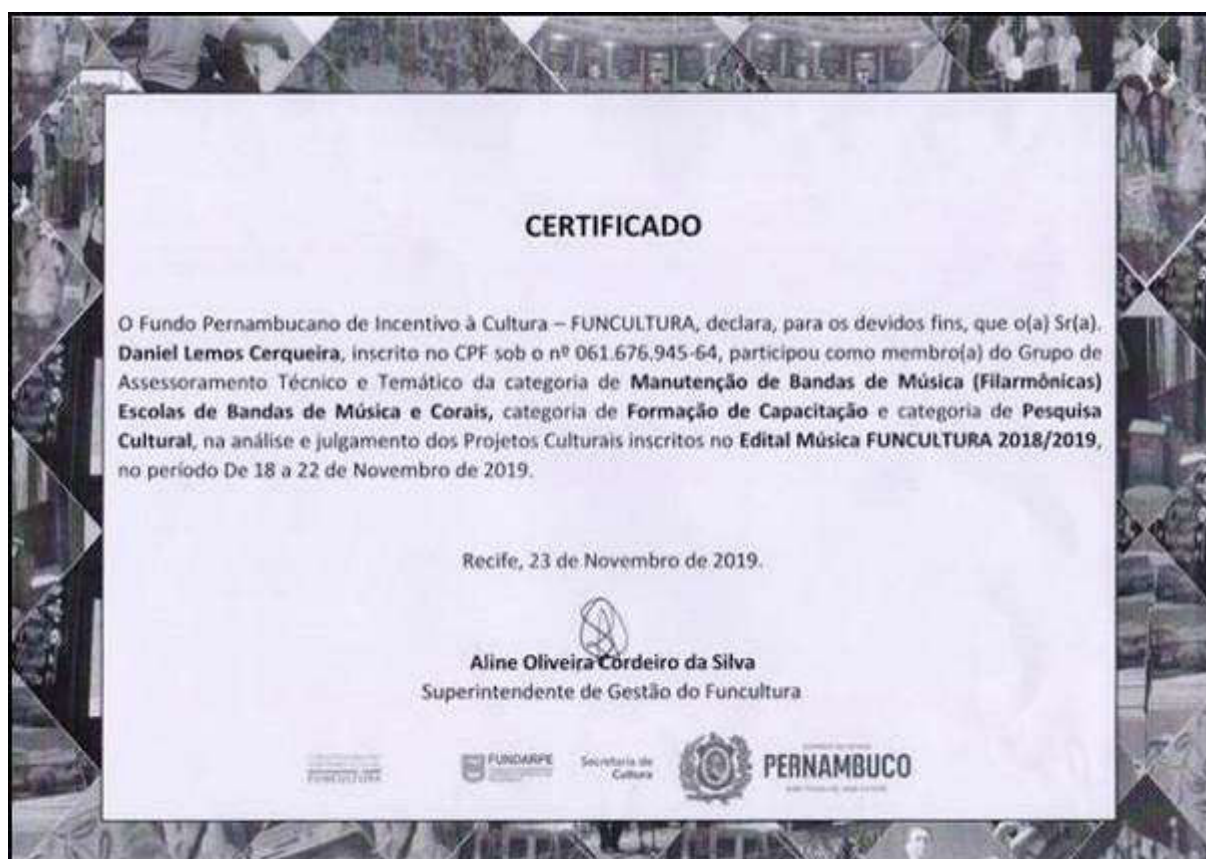 CERTIFICADO
O Fundo Pernambucano de Incentivo à Cultura – FUNCULTURA, declara, para os devidos fins, que o(a) Sr(a).
Daniel Lemos Cerqueira, inscrito no CPF sob o nº 061.676.945-64, participou como membro(a) do Grupo de
Assessoramento Técnico e Temático da categoria de Manutenção de Bandas de Música (Filarmônicas)
Escolas de Bandas de Música e Corais, categoria de Formação de Capacitação e categoria de Pesquisa
Cultural, na análise e julgamento dos Projetos Culturais inscritos no Edital Música FUNCULTURA 2018/2019,
no período De 18 a 22 de Novembro de 2019.
Recife, 23 de Novembro de 2019.
Aline Oliveira Cordeiro da Silva
Superintendente de Gestão do Funcultura
FUNCULTURA
FUNDARPE
Secretaria de
Cultura
PERNAMBUCO